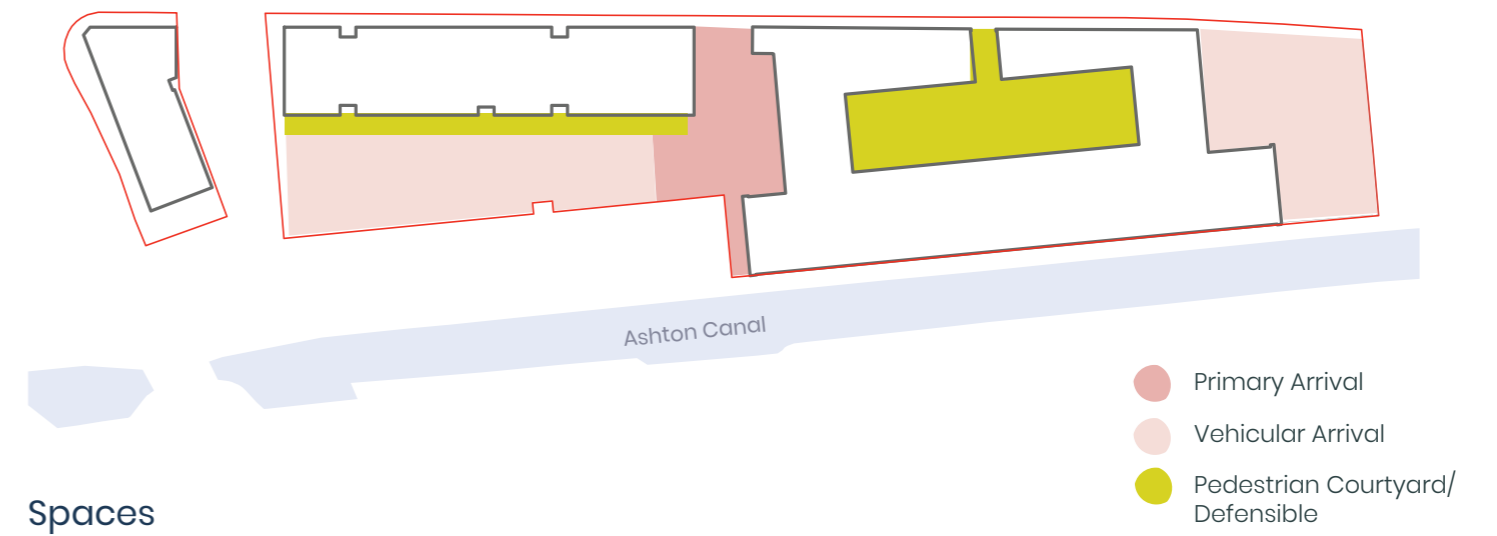 Ashton Canal
Primary Arrival
Vehicular Arrival
Pedestrian Courtyard/
Defensible
Spaces